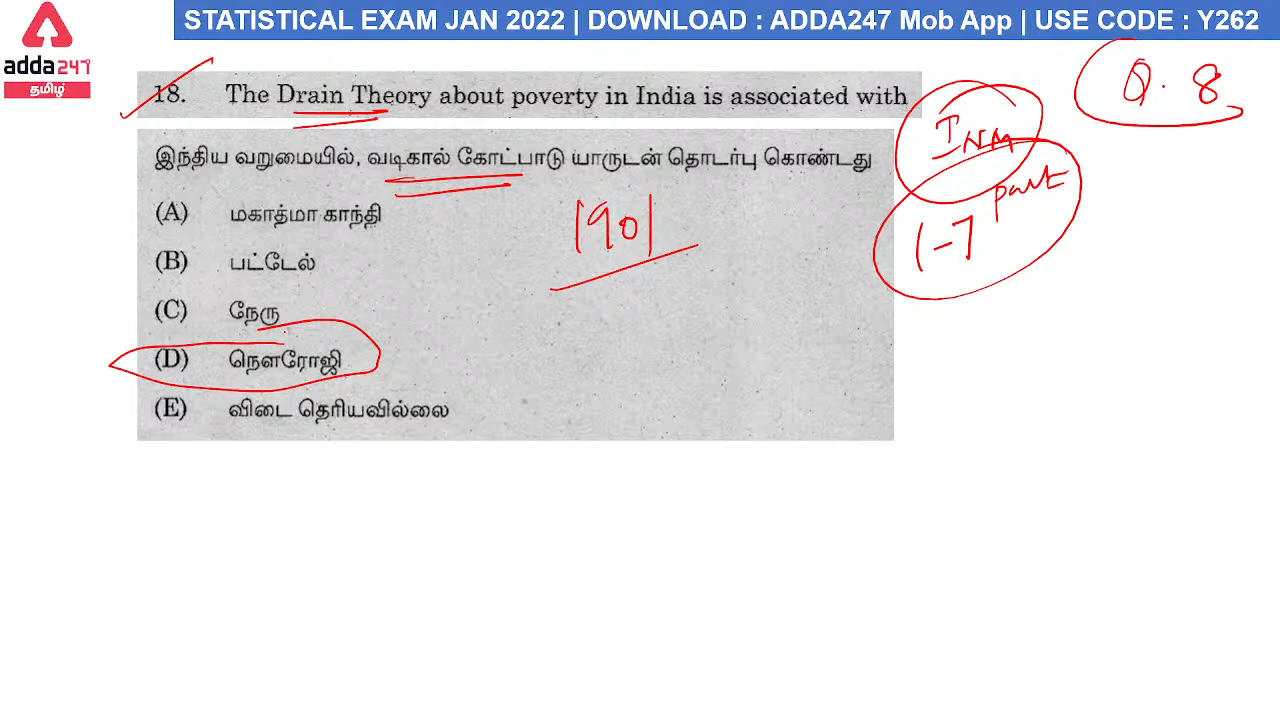 STATISTICAL EXAM JAN 2022 | DOWNLOAD : ADDA247 Mob App | USE CODE : Y262
adda247
தமிழ்
18. The Drain Theory about poverty in India is associated with
Q. 8
INM
இந்திய வறுமையில், வடிகால் கோட்பாடு யாருடன் தொடர்பு கொண்டது
part
1-7
(A) மகாத்மா காந்தி
1901
(B) பட்டேல்
(C) நேரு
(D) நௌரோஜி
(E) விடை தெரியவில்லை